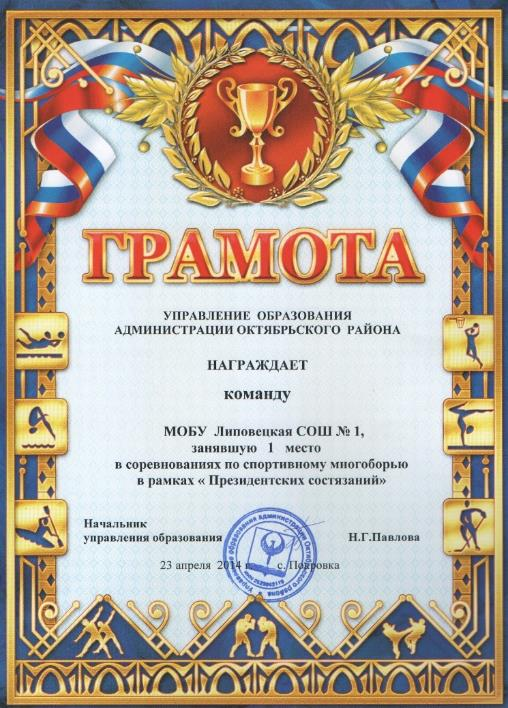 ГРАМОТА
УПРАВЛЕНИЕ ОБРАЗОВАНИЯ
АДМИНИСТРАЦИИ ОКТЯБРЬСКОГО РАЙОНА
НАГРАЖДАЕТ
команду
МОБУ Липовецкая СОШ № 1,
занявшую 1 место
в соревнованиях по спортивному многоборью
в рамках « Президентских состязаний»
Начальник
управления образования Н.Г.Павлова
23 апреля 2014 г. с. Покровка